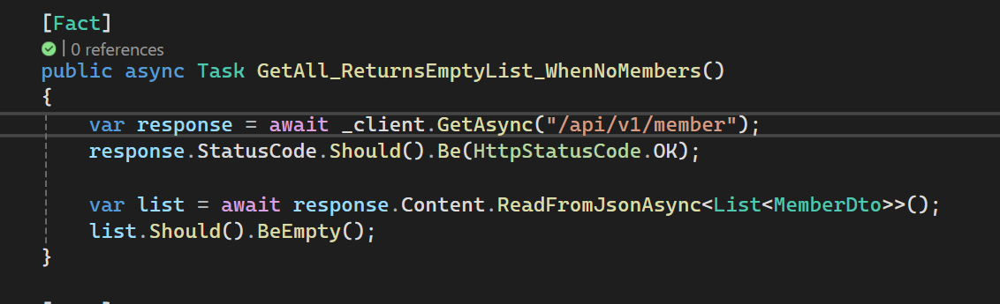 [Fact]
| 0 references
public async Task GetAll_ReturnsEmptyList_WhenNoMembers()
{
var response = await _client.GetAsync("/api/v1/member");
response.StatusCode.Should().Be(HttpStatusCode.OK);
var list = await response.Content.ReadFromJsonAsync<List<MemberDto>>();
list.Should().BeEmpty();
}